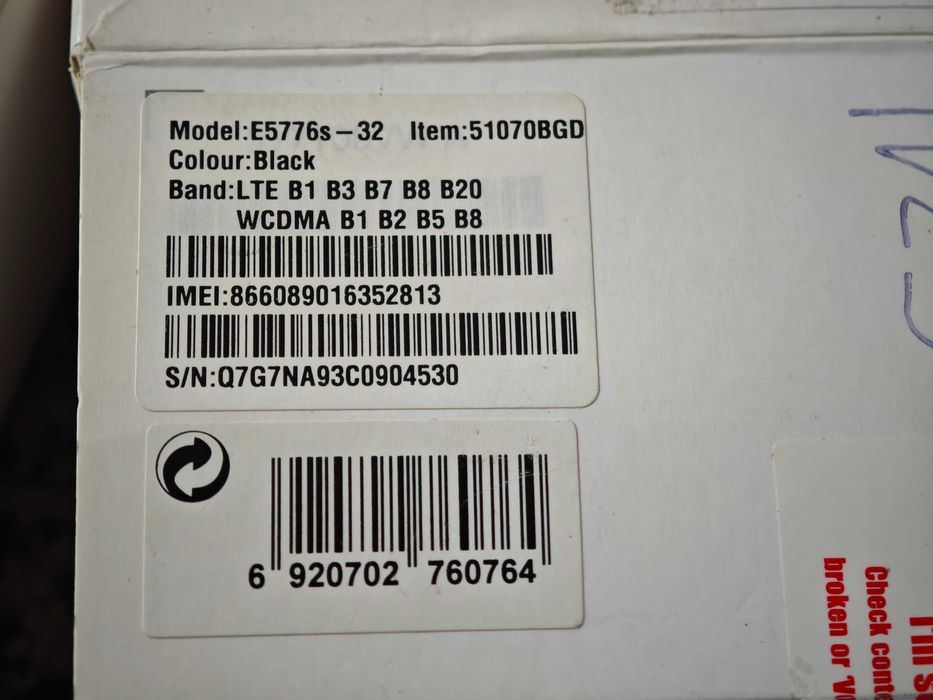 Model:E5776s-32 Item:51070BGD
Colour:Black
Band:LTE B1 B3 B7 B8 B20
WCDMA B1 B2 B5 B8
IMEI:866089016352813
S/N:Q7G7NA93C0904530
6 920702 760764
Check
broken or